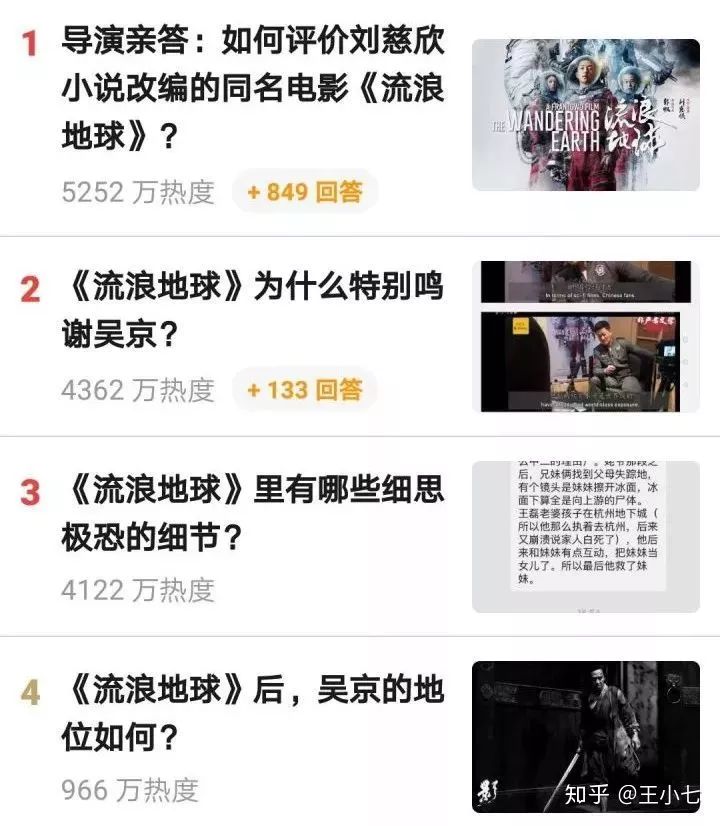 1
导演亲答：如何评价刘慈欣
小说改编的同名电影《流浪
地球》？
5252 万热度 + 849 回答
A FRANT GWO FILM
THE WANDERING
EARTH
流浪
地球
2
《流浪地球》为什么特别鸣
谢吴京？
4362 万热度 + 133 回答
In terms of sci-fi films, Chinese fans
3
《流浪地球》里有哪些细思
极恐的细节？
4122 万热度
后，兄妹俩找到父母失踪地，
有个镜头是妹妹擦开冰面，冰
面下算全是向上游的尸体。
王磊老婆孩子在杭州地下城（
所以他那么执着去杭州，后来
又崩溃说家人白死了），他后
来和妹妹有点互动，把妹妹当
女儿了。所以最后他救了妹
妹。
4
《流浪地球》后，吴京的地
位如何？
966 万热度
影
知乎 @王小七